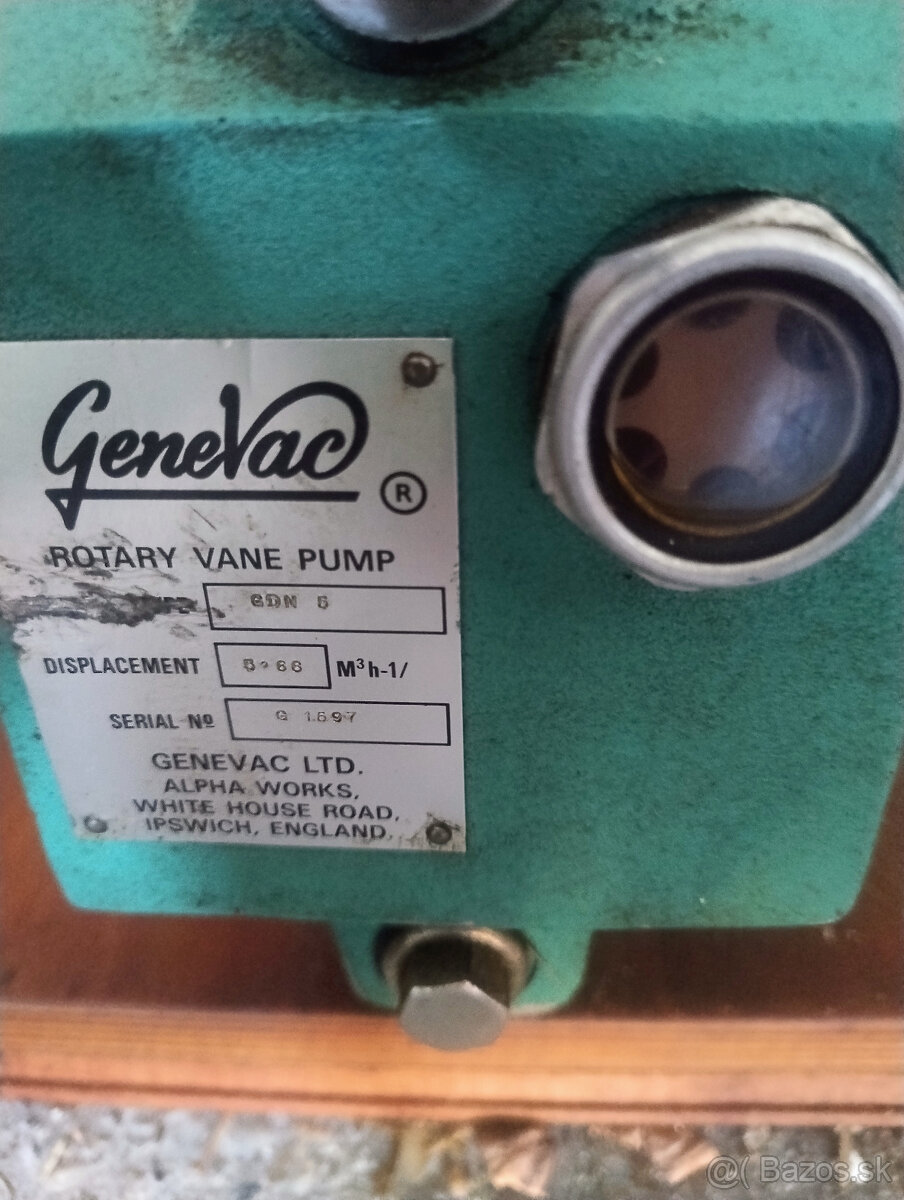 GeneVac
®
ROTARY VANE PUMP
GDN 5
DISPLACEMENT M³h-1/
SERIAL Nº G 1597
GENEVAC LTD.
ALPHA WORKS,
WHITE HOUSE ROAD,
IPSWICH, ENGLAND.
@( Bazos.sk